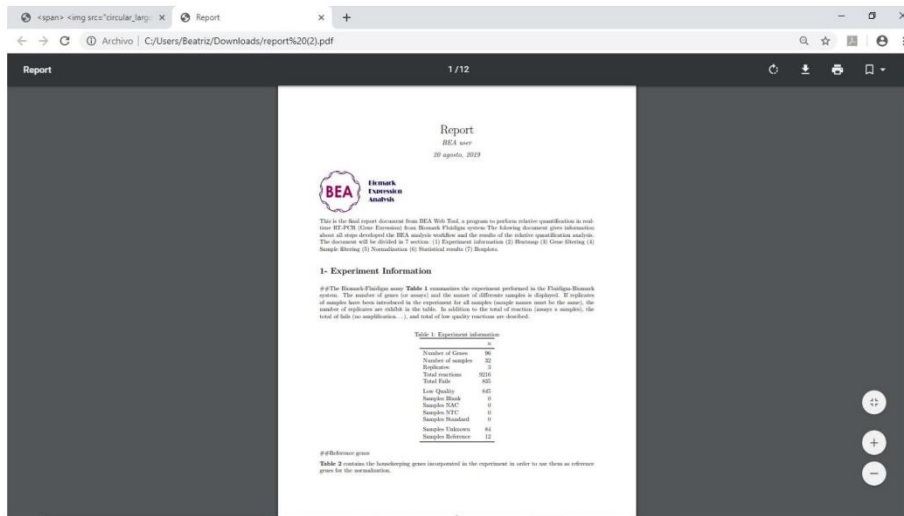 <span> <img src="circular_larg
Report
Archivo | C:/Users/Beatriz/Downloads/report%20(2).pdf
Report
1 / 12
Report
BEA user
20 agosto, 2019
BEA
Biomark
Expression
Analysis
This is the final report document from BEA Web Tool, a program to perform relative quantification in real-
time RT-PCR (Gene Exression) from Biomark Fluidigm system The folowing document gives information
about all steps developed the BEA analysis workflow and the results of the relative quantification analysis.
The document will be divided in 7 section: (1) Experiment information (2) Heatmap (3) Gene filtering (4)
Sample filtering (5) Normalization (6) Statistical results (7) Boxplots.
1- Experiment Information
##The Biomark-Fluidigm assay Table 1 summarizes the experiment performed in the Fluidigm-Biomark
system. The number of genes (or assays) and the names of differents samples is displayed. If replicates
of samples have been introduced in the experiment for all samples (sample names must be the same), the
number of replicates are exhibit in the table. In addition to the total of reaction (assays x samples), the
total of fails (no amplification...), and total of low quality reactions are desribed.
Table 1: Experiment information
n
Number of Genes 96
Number of samples 32
Replicates 3
Total reactions 9216
Total Fails
Low Quality
Samples Blank 0
Samples NAC 0
Samples NTC 0
Samples Standard 0
Samples Unknown 84
Samples Reference 12
##Reference genes
Table 2 contains the housekeeping genes incorporated in the experiment in order to use them as reference
genes for the normalization.